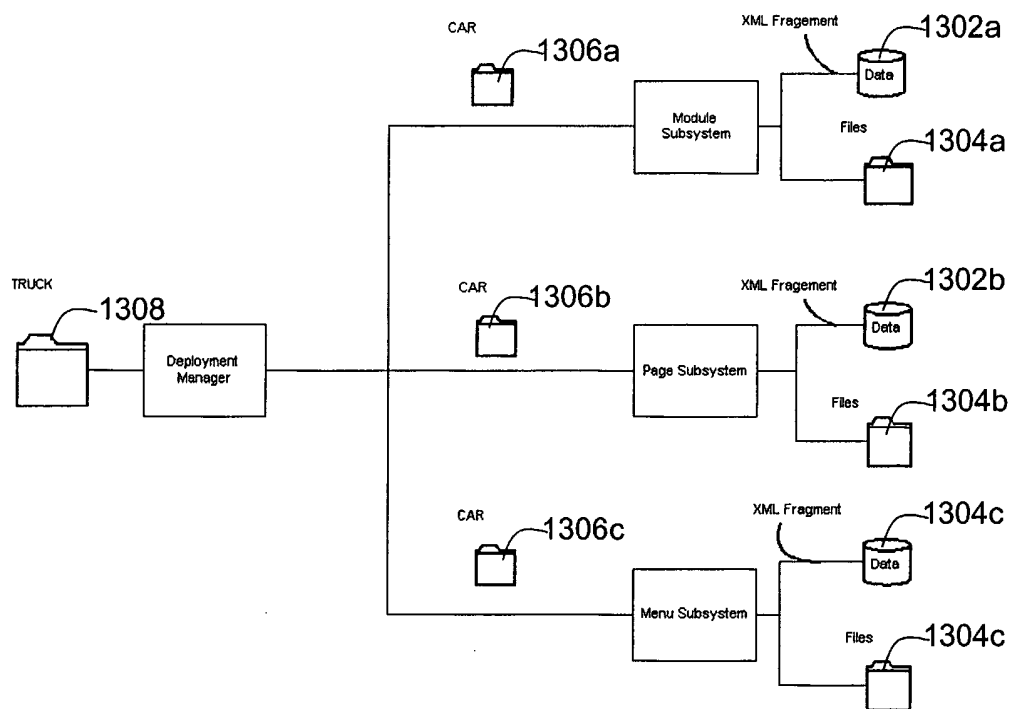 CAR
1306a
XML Fragement
1302a
Data
Module
Subsystem
Files
1304a
TRUCK
1308
Deployment
Manager
CAR
1306b
XML Fragement
1302b
Data
Page Subsystem
Files
1304b
CAR
1306c
XML Fragment
1304c
Data
Menu Subsystem
Files
1304c